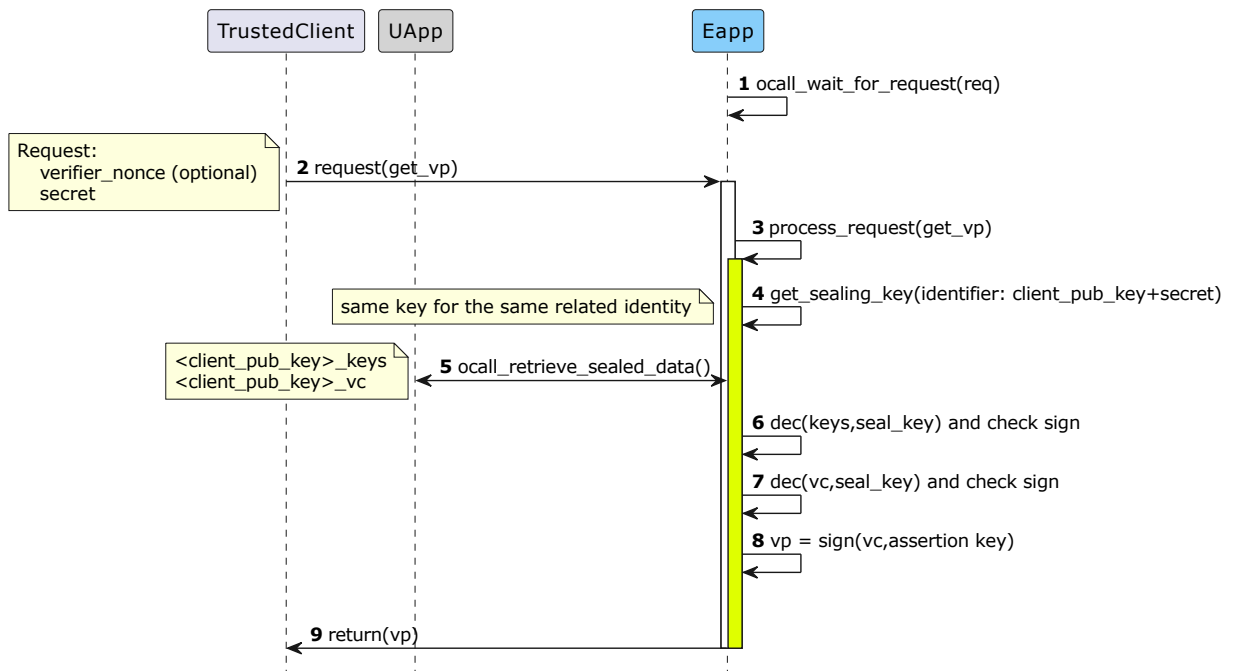 TrustedClient
UApp
Eapp
1 ocall_wait_for_request(req)
Request:
verifier_nonce (optional)
secret
2 request(get_vp)
3 process_request(get_vp)
same key for the same related identity
4 get_sealing_key(identifier: client_pub_key+secret)
<client_pub_key>_keys
<client_pub_key>_vc
5 ocall_retrieve_sealed_data()
6 dec(keys,seal_key) and check sign
7 dec(vc,seal_key) and check sign
8 vp = sign(vc,assertion key)
9 return(vp)